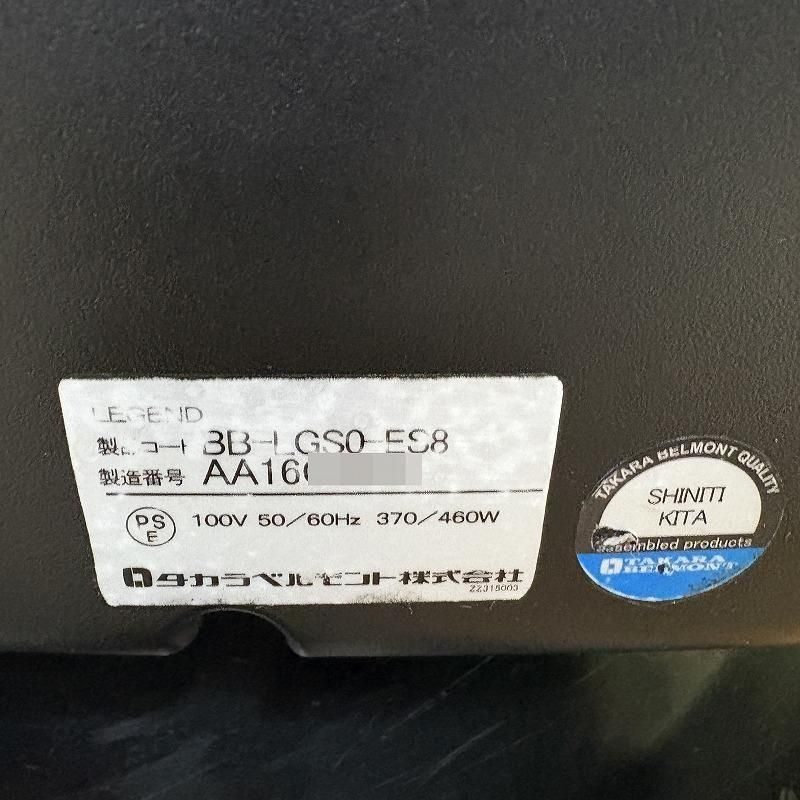 LEGEND
製品コード BB-LGS0-ES8
製造番号 AA16
PS
E
100V 50/60Hz 370/460W
タカラベルモント株式会社
ZZ315003
TAKARA BELMONT QUALITY
SHINITI
KITA
assembled products
TAKARA
BELMONT